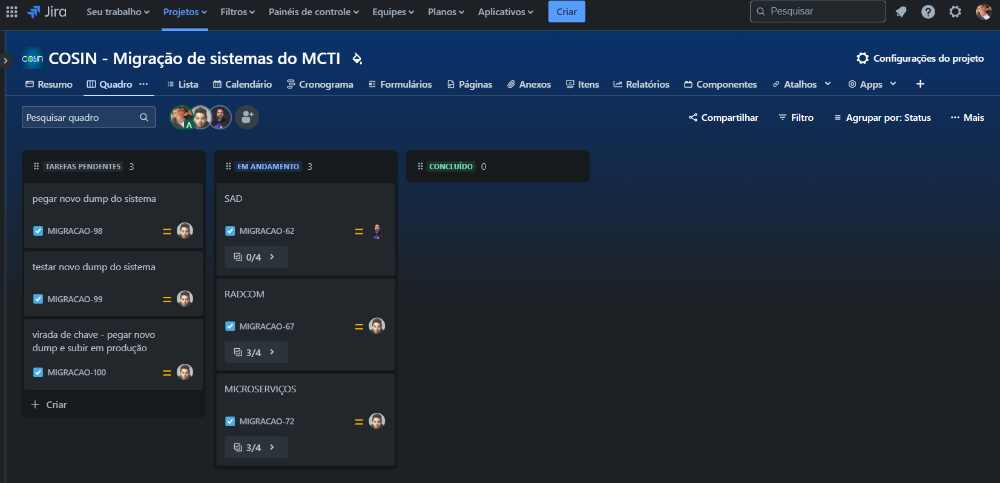 Jira Seu trabalho Projetos Filtros Painéis de controle Equipes Planos Aplicativos Criar Pesquisar
cosin COSIN - Migração de sistemas do MCTI Configurações do projeto
Resumo Quadro Lista Calendário Cronograma Formulários Páginas Anexos Itens Relatórios Componentes Atalhos Apps
Pesquisar quadro A Compartilhar Filtro Agrupar por: Status Mais
TAREFAS PENDENTES 3
pegar novo dump do sistema
MIGRACAO-98
testar novo dump do sistema
MIGRACAO-99
virada de chave - pegar novo
dump e subir em produção
MIGRACAO-100
Criar
EM ANDAMENTO 3
SAD
MIGRACAO-62
0/4
RADCOM
MIGRACAO-67
3/4
MICROSERVIÇOS
MIGRACAO-72
3/4
CONCLUÍDO 0